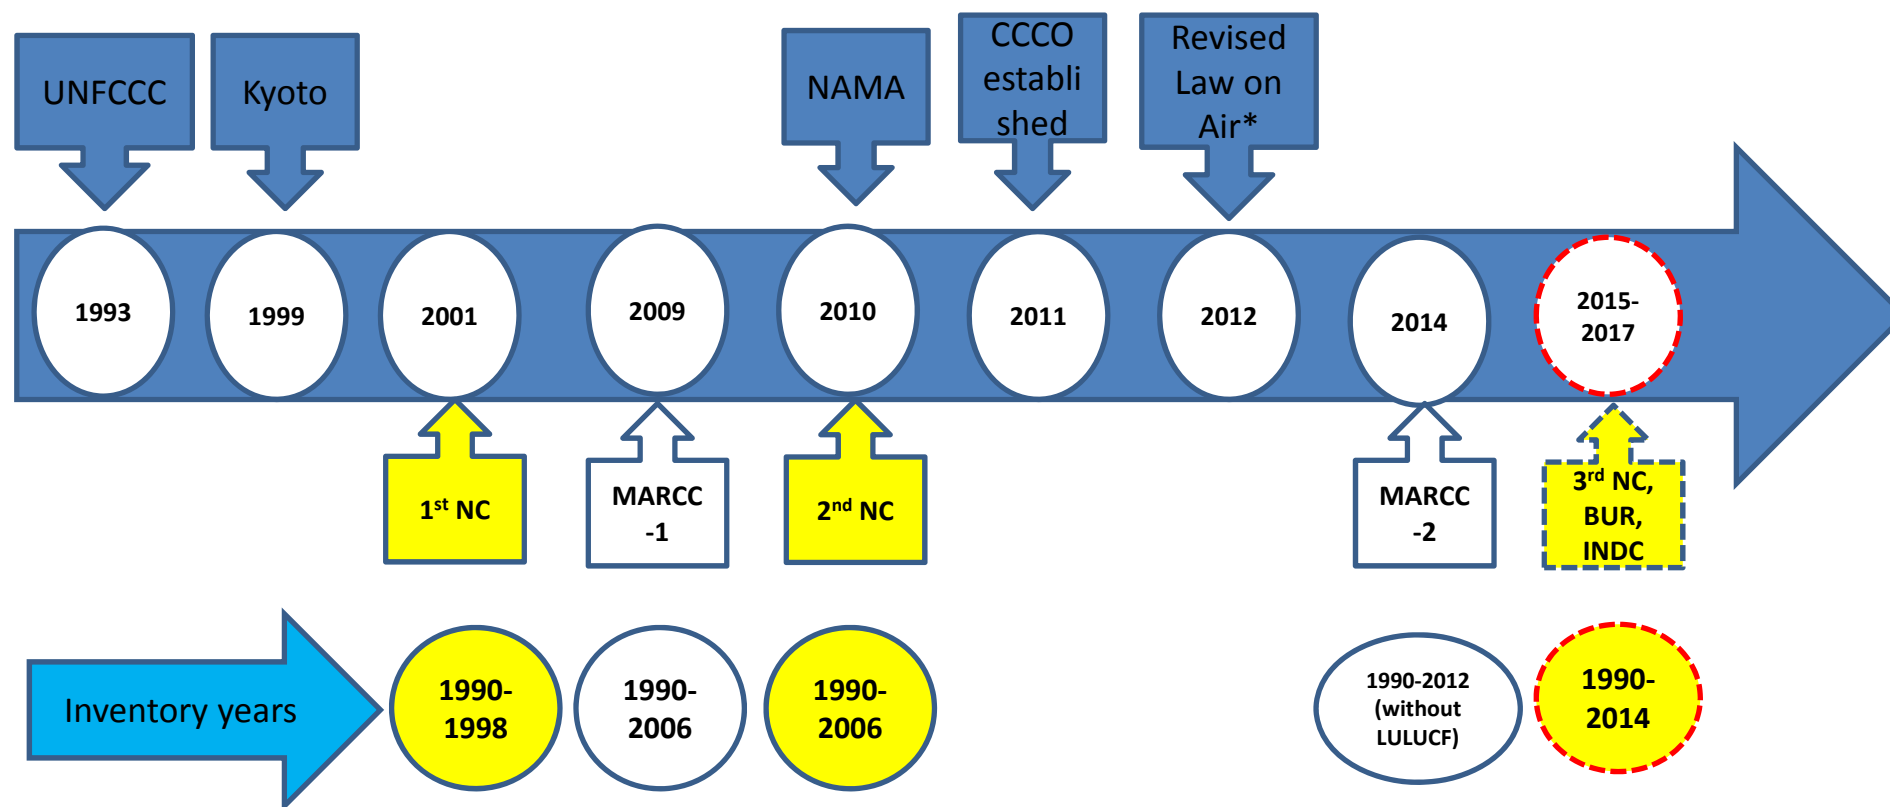 UNFCCC
Kyoto
NAMA
CCCO
establi
shed
Revised
Law on
Air*
1993
1999
2001
2009
2010
2011
2012
2014
2015-
2017
1st NC
MARCC
-1
2nd NC
MARCC
-2
3rd NC,
BUR,
INDC
Inventory years
1990-
1998
1990-
2006
1990-
2006
1990-2012
(without
LULUCF)
1990-
2014